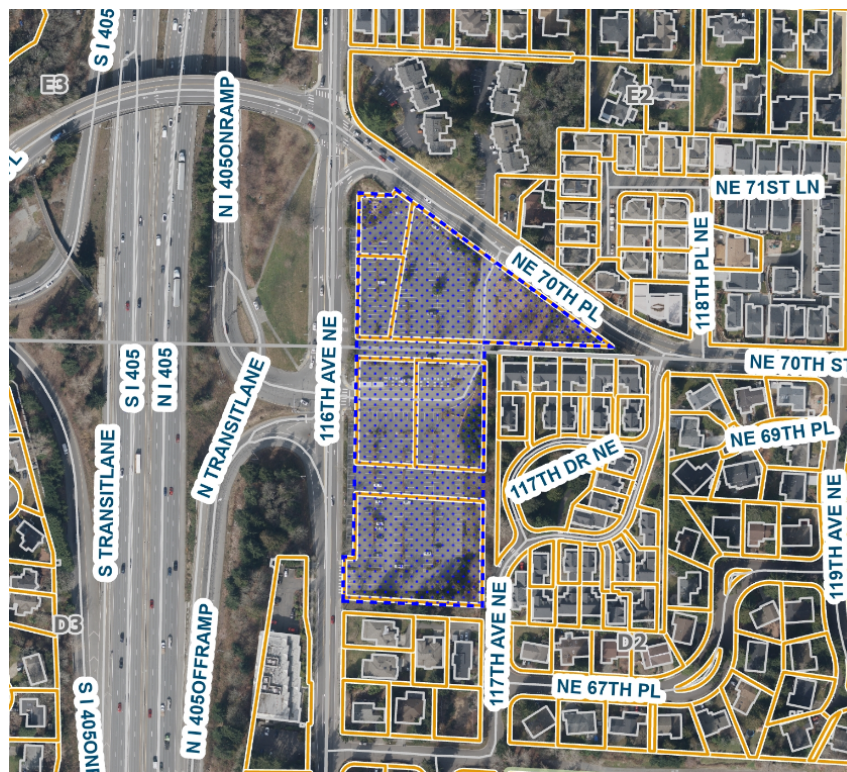 S I 405
E3
N I 405ONRAMP
E2
L
NE 71ST LN
NE 70TH PL
118TH PL NE
NE 70TH ST
S I 405
N I 405
116TH AVE NE
N TRANSITLANE
S TRANSITLANE
117TH DR NE
NE 69TH PL
119TH AVE NE
117TH AVE NE
D3
D2
N I 405OFFRAMP
NE 67TH PL
S I 405ON